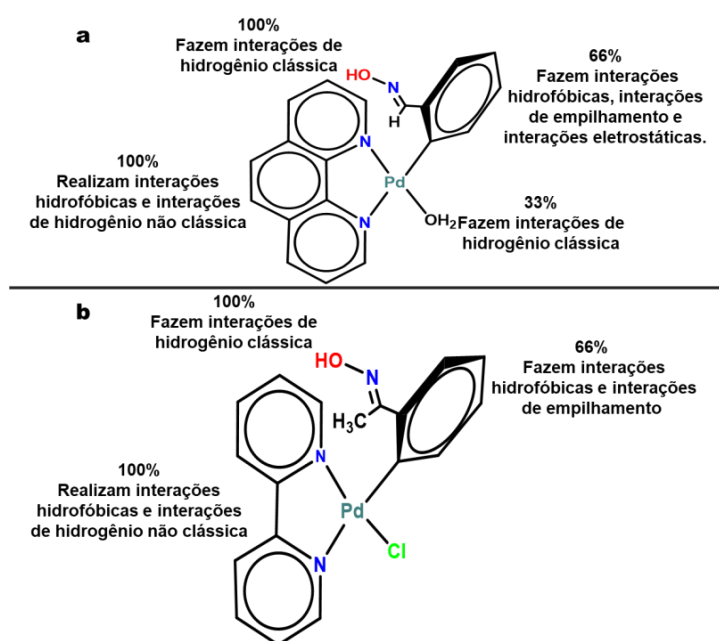 a
100%
Fazem interações de
hidrogênio clássica
HO
N
H
66%
Fazem interações
hidrofóbicas, interações
de empilhamento e
interações eletrostáticas.
100%
Realizam interações
hidrofóbicas e interações
de hidrogênio não clássica
N
Pd
N
OH₂
33%
Fazem interações de
hidrogênio clássica
b
100%
Fazem interações de
hidrogênio clássica
HO
N
H₃C
66%
Fazem interações
hidrofóbicas e interações
de empilhamento
100%
Realizam interações
hidrofóbicas e interações
de hidrogênio não clássica
N
Pd
N
Cl